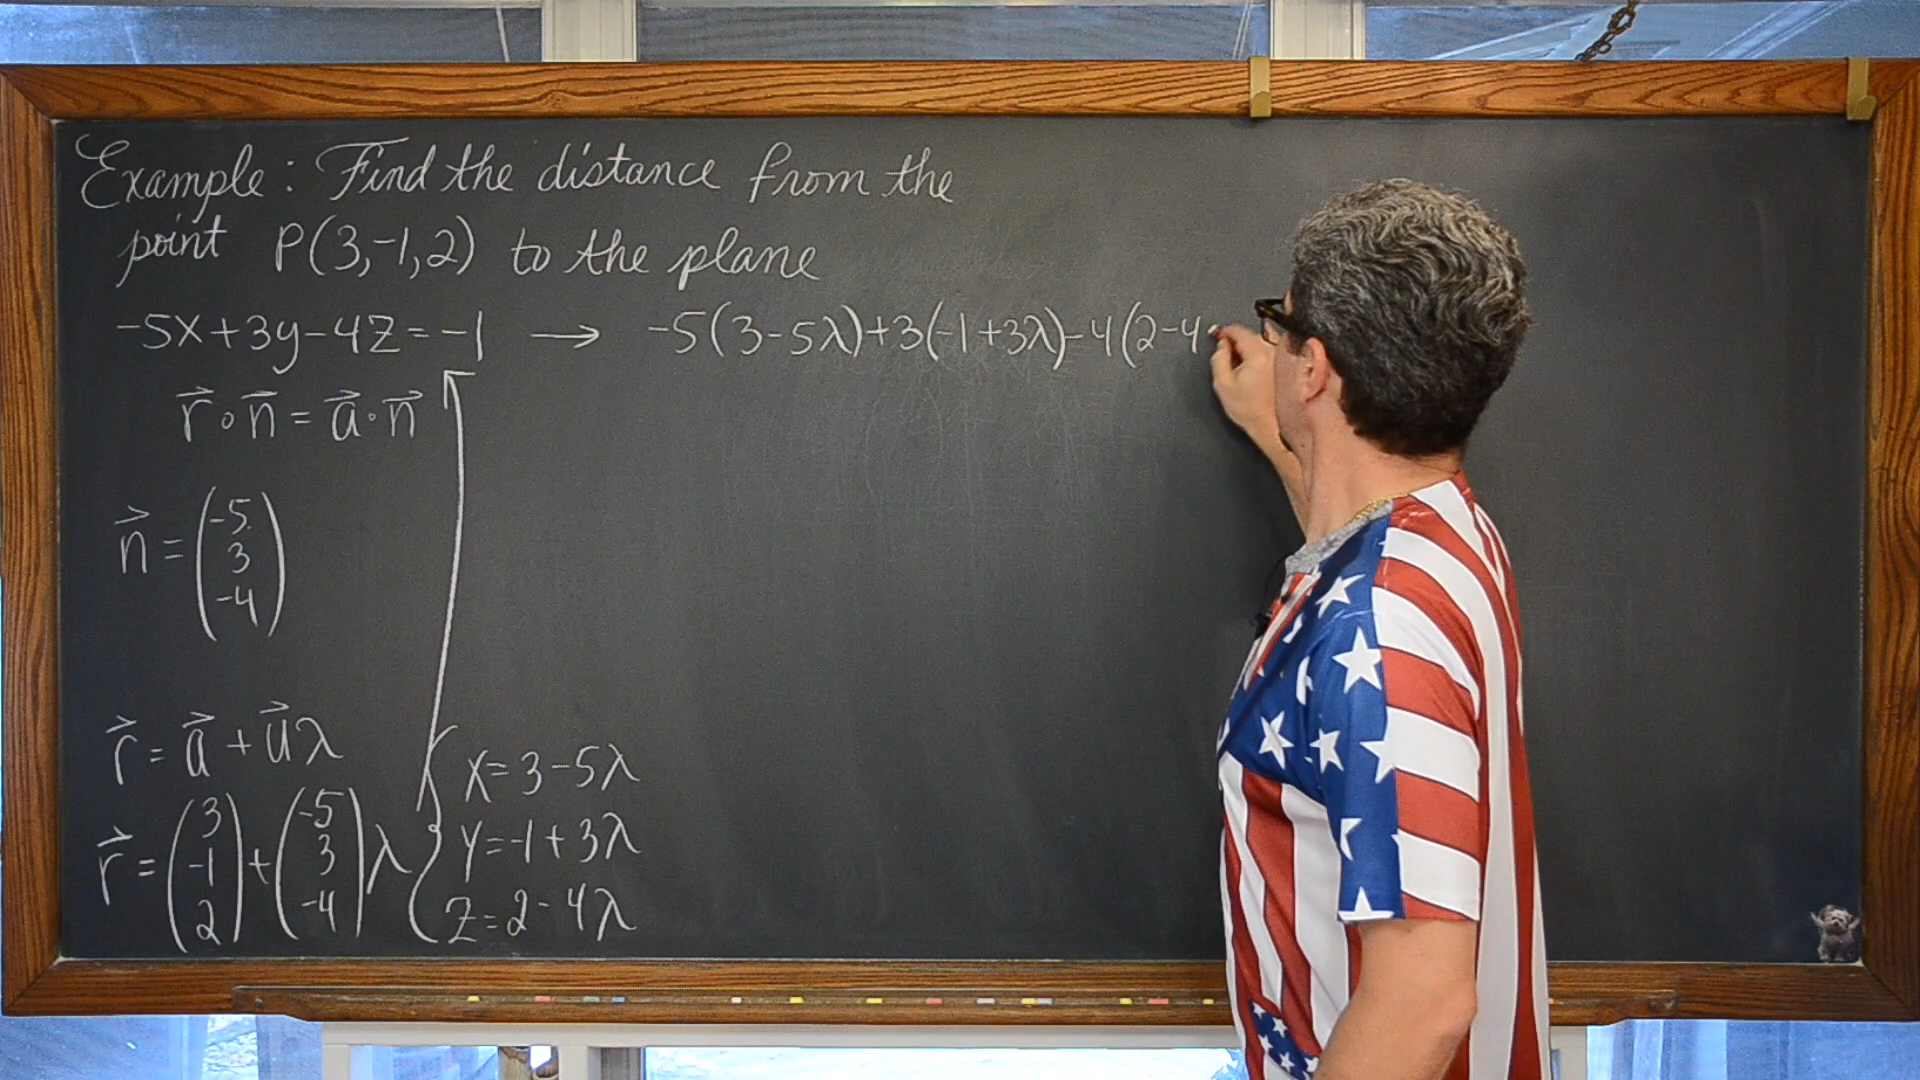 Example: Find the distance from the
point P(3,-1,2) to the plane
-5x+3y-4z=-1 → -5(3-5λ)+3(-1+3λ)-4(2-4
r⃗∘n⃗=a⃗∘n⃗
n⃗=(-5
3
-4)
r⃗=a⃗+u⃗λ
r⃗=(3
-1
2)+(-5
3
-4)λ
{x=3-5λ
y=-1+3λ
z=2-4λ